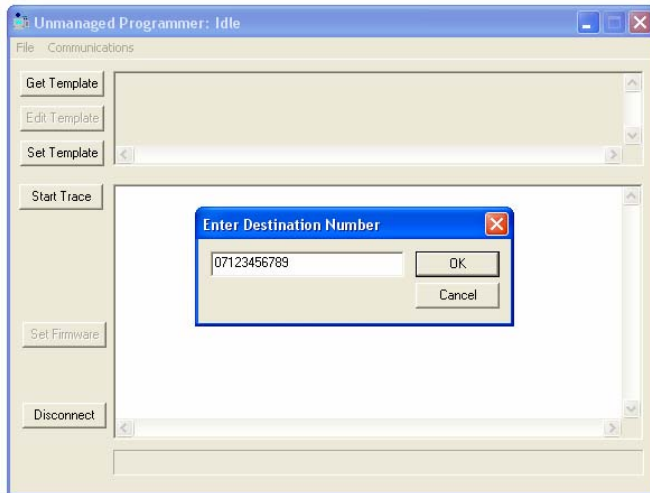 Unmanaged Programmer: Idle
File Communications
Get Template
Edit Template
Set Template
Start Trace
Enter Destination Number
07123456789
OK
Cancel
Set Firmware
Disconnect